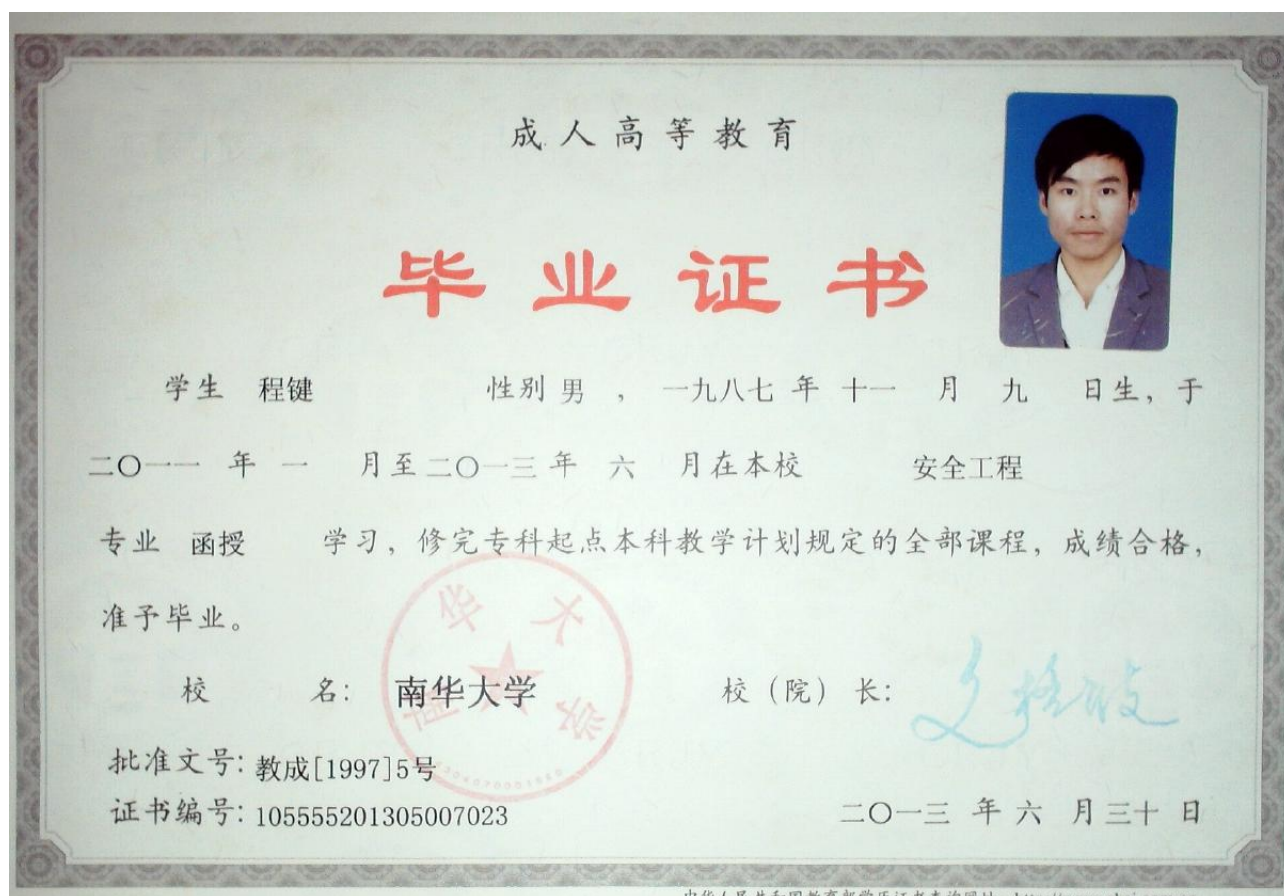 成人高等教育
毕业证书
学生 程键 性别 男 , 一九八七 年 十一 月 九 日生, 于
二〇一一 年 一 月至 二〇一三 年 六 月在本校 安全工程
专业 函授 学习, 修完专科起点本科教学计划规定的全部课程, 成绩合格,
准予毕业。
南华大学
校 名: 南华大学 校（院）长:
批准文号: 教成[1997]5号
证书编号: 105555201305007023
二〇一三 年 六 月 三十 日